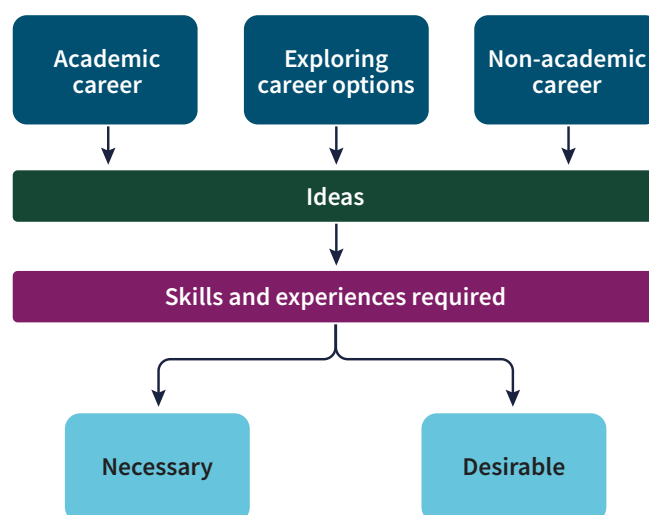 Academic
career
Exploring
career options
Non-academic
career
Ideas
Skills and experiences required
Necessary
Desirable